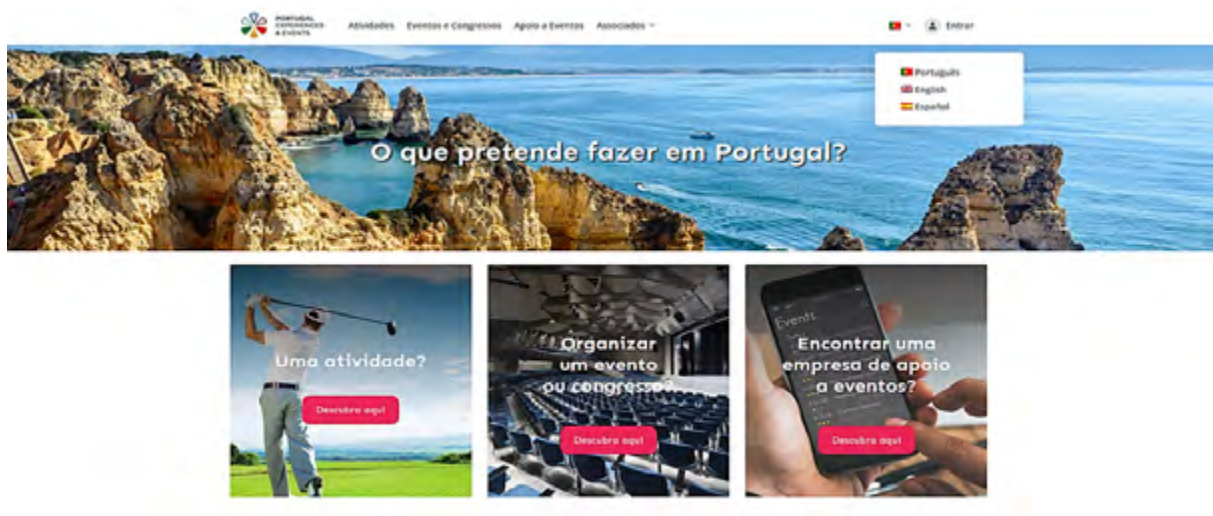 PORTUGAL
EXPERIENCES
& EVENTS
Atividades
Eventos e Congressos
Apoio a Eventos
Associados
Entrar
Português
English
Español
O que pretende fazer em Portugal?
Uma atividade?
Descubra aqui
Organizar
um evento
ou congresso?
Descubra aqui
Events
Encontrar uma
empresa de apoio
a eventos?
Descubra aqui